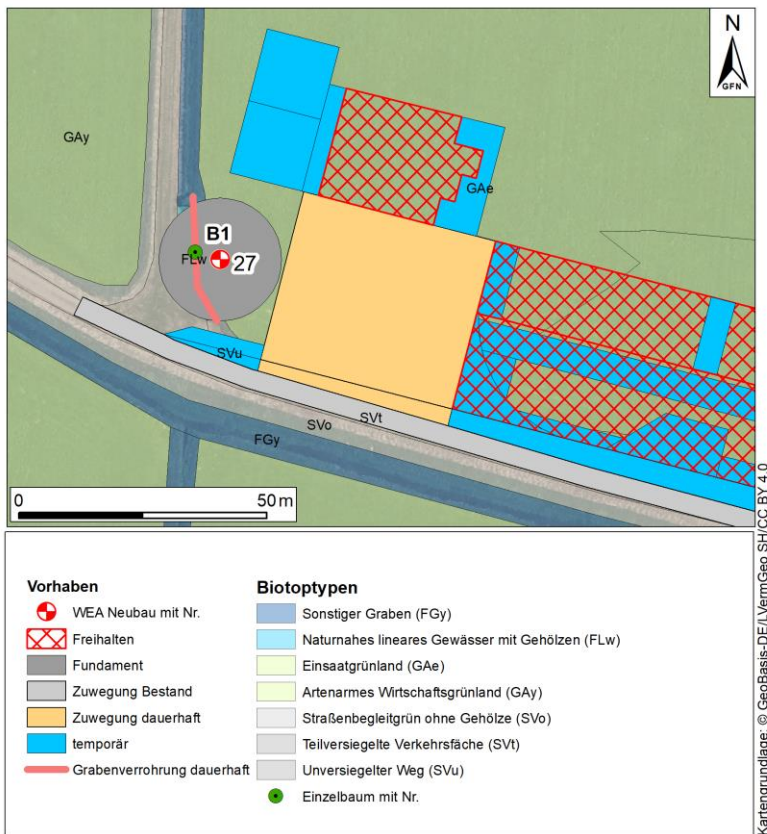 N
GFN
GAy
GAe
B1
FLw
27
SVu
SVt
SVo
FGy
0
50 m
Kartengrundlage: © GeoBasis-DE/LVermGeo SH/CC BY 4.0
Vorhaben
WEA Neubau mit Nr.
Freihalten
Fundament
Zuwegung Bestand
Zuwegung dauerhaft
temporär
Grabenverrohrung dauerhaft
Biotoptypen
Sonstiger Graben (FGy)
Naturnahes lineares Gewässer mit Gehölzen (FLw)
Einsaatgrünland (GAe)
Artenarmes Wirtschaftsgrünland (GAy)
Straßenbegleitgrün ohne Gehölze (SVo)
Teilversiegelte Verkehrsfäche (SVt)
Unversiegelter Weg (SVu)
Einzelbaum mit Nr.